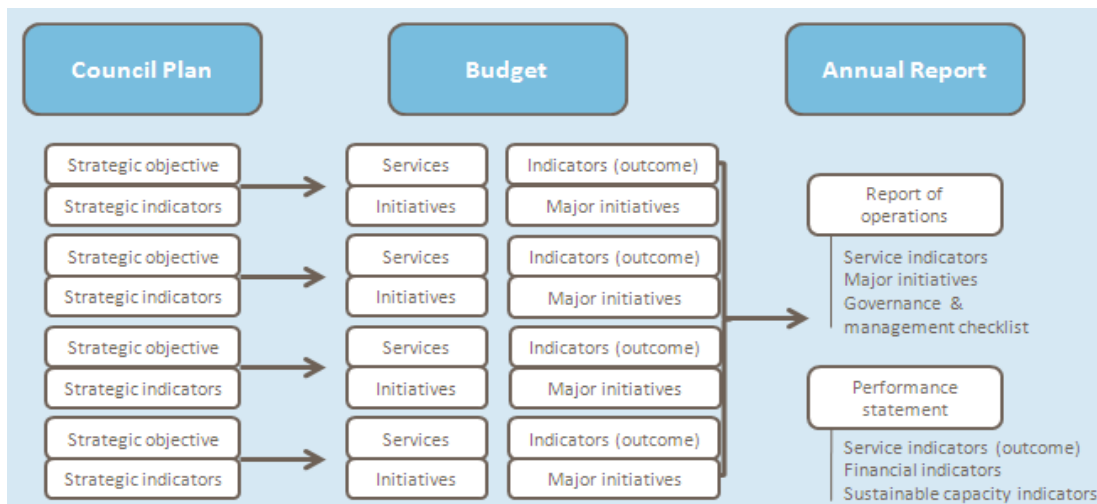 Council Plan
Budget
Annual Report
Strategic objective
Strategic indicators
Services
Initiatives
Indicators (outcome)
Major initiatives
Strategic objective
Strategic indicators
Services
Initiatives
Indicators (outcome)
Major initiatives
Strategic objective
Strategic indicators
Services
Initiatives
Indicators (outcome)
Major initiatives
Strategic objective
Strategic indicators
Services
Initiatives
Indicators (outcome)
Major initiatives
Report of
operations
Service indicators
Major initiatives
Governance &
management checklist
Performance
statement
Service indicators (outcome)
Financial indicators
Sustainable capacity indicators